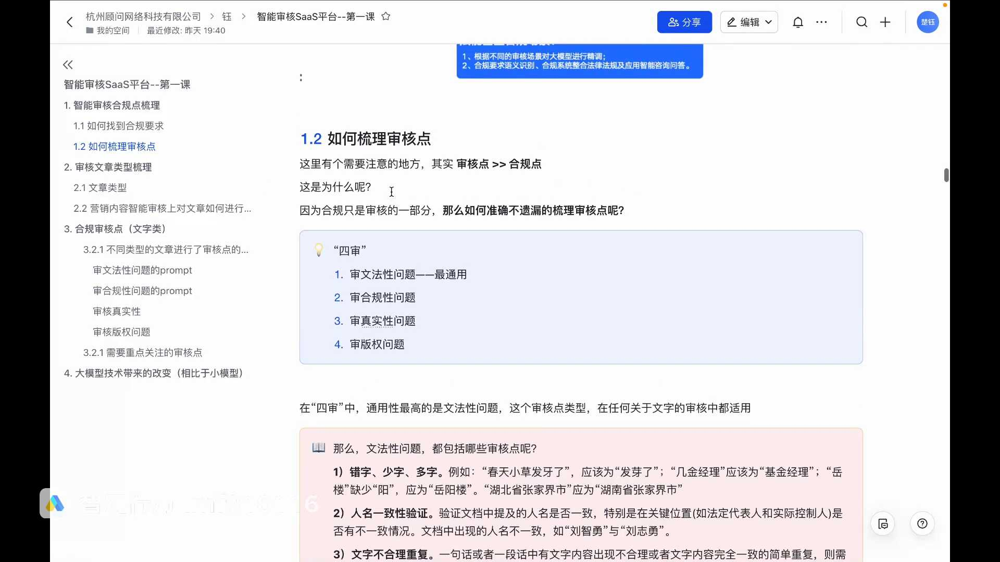 杭州顾问网络科技有限公司 > 钰 > 智能审核SaaS平台--第一课
我的空间 最近修改: 昨天 19:40
分享
编辑
楚钰
智能审核SaaS平台--第一课
1. 智能审核合规点梳理
1.1 如何找到合规要求
1.2 如何梳理审核点
2. 审核文章类型梳理
2.1 文章类型
2.2 营销内容智能审核上对文章如何进行...
3. 合规审核点（文字类）
3.2.1 不同类型的文章进行了审核点的...
审文法性问题的prompt
审合规性问题的prompt
审核真实性
审核版权问题
3.2.1 需要重点关注的审核点
4. 大模型技术带来的改变（相比于小模型）
1、根据不同的审核场景对大模型进行精调；
2、合规要求语义识别、合规系统整合法律法规及应用智能咨询问答。
:
1.2 如何梳理审核点
这里有个需要注意的地方，其实 审核点 >> 合规点
这是为什么呢？
因为合规只是审核的一部分，那么如何准确不遗漏的梳理审核点呢？
“四审”
1. 审文法性问题——最通用
2. 审合规性问题
3. 审真实性问题
4. 审版权问题
在“四审”中，通用性最高的是文法性问题，这个审核点类型，在任何关于文字的审核中都适用
那么，文法性问题，都包括哪些审核点呢？
1）错字、少字、多字。例如：“春天小草发牙了”，应该为“发芽了”；“几金经理”应该为“基金经理”；“岳
楼”缺少“阳”，应为“岳阳楼”。“湖北省张家界市”应为“湖南省张家界市”
2）人名一致性验证。验证文档中提及的人名是否一致，特别是在关键位置(如法定代表人和实际控制人)是
否有不一致情况。文档中出现的人名不一致，如“刘智勇”与“刘志勇”。
3）文字不合理重复。一句话或者一段话中有文字内容出现不合理或者文字内容完全一致的简单重复，则需